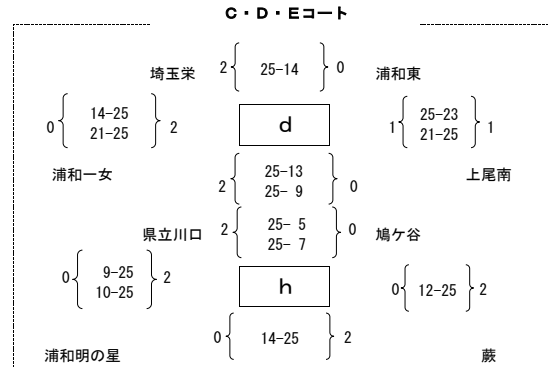 C・D・Eコート
2 25-14 0
埼玉栄 浦和東
0 14-25 2 d 1 25-23 1
21-25 21-25
浦和一女 上尾南
2 25-13 0
25- 9
県立川口 2 25- 5 0 鳩ケ谷
25- 7
0 9-25 2 h 0 12-25 2
10-25
0 14-25 2
浦和明の星 蕨